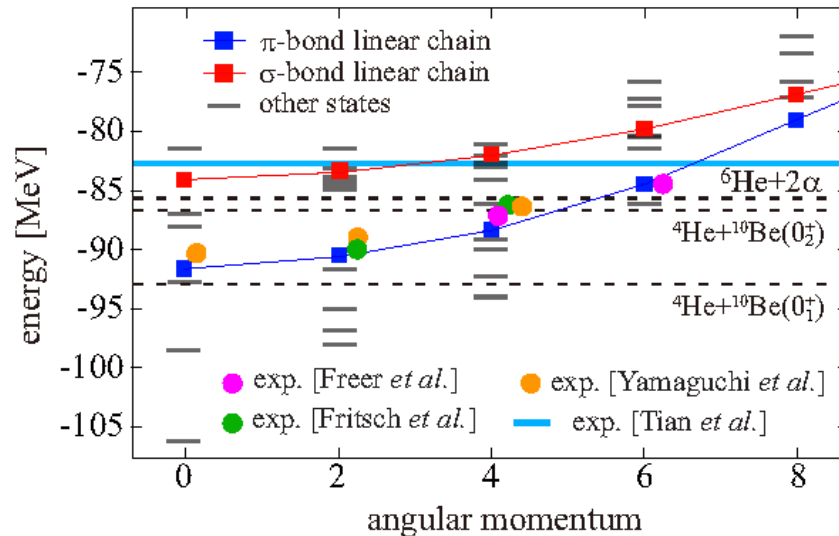 π-bond linear chain
σ-bond linear chain
other states
-75
-80
-85
-90
-95
-100
-105
energy [MeV]
⁶He+2α
⁴He+¹⁰Be(0₂⁺)
⁴He+¹⁰Be(0₁⁺)
exp. [Freer et al.]
exp. [Yamaguchi et al.]
exp. [Fritsch et al.]
exp. [Tian et al.]
0 2 4 6 8
angular momentum